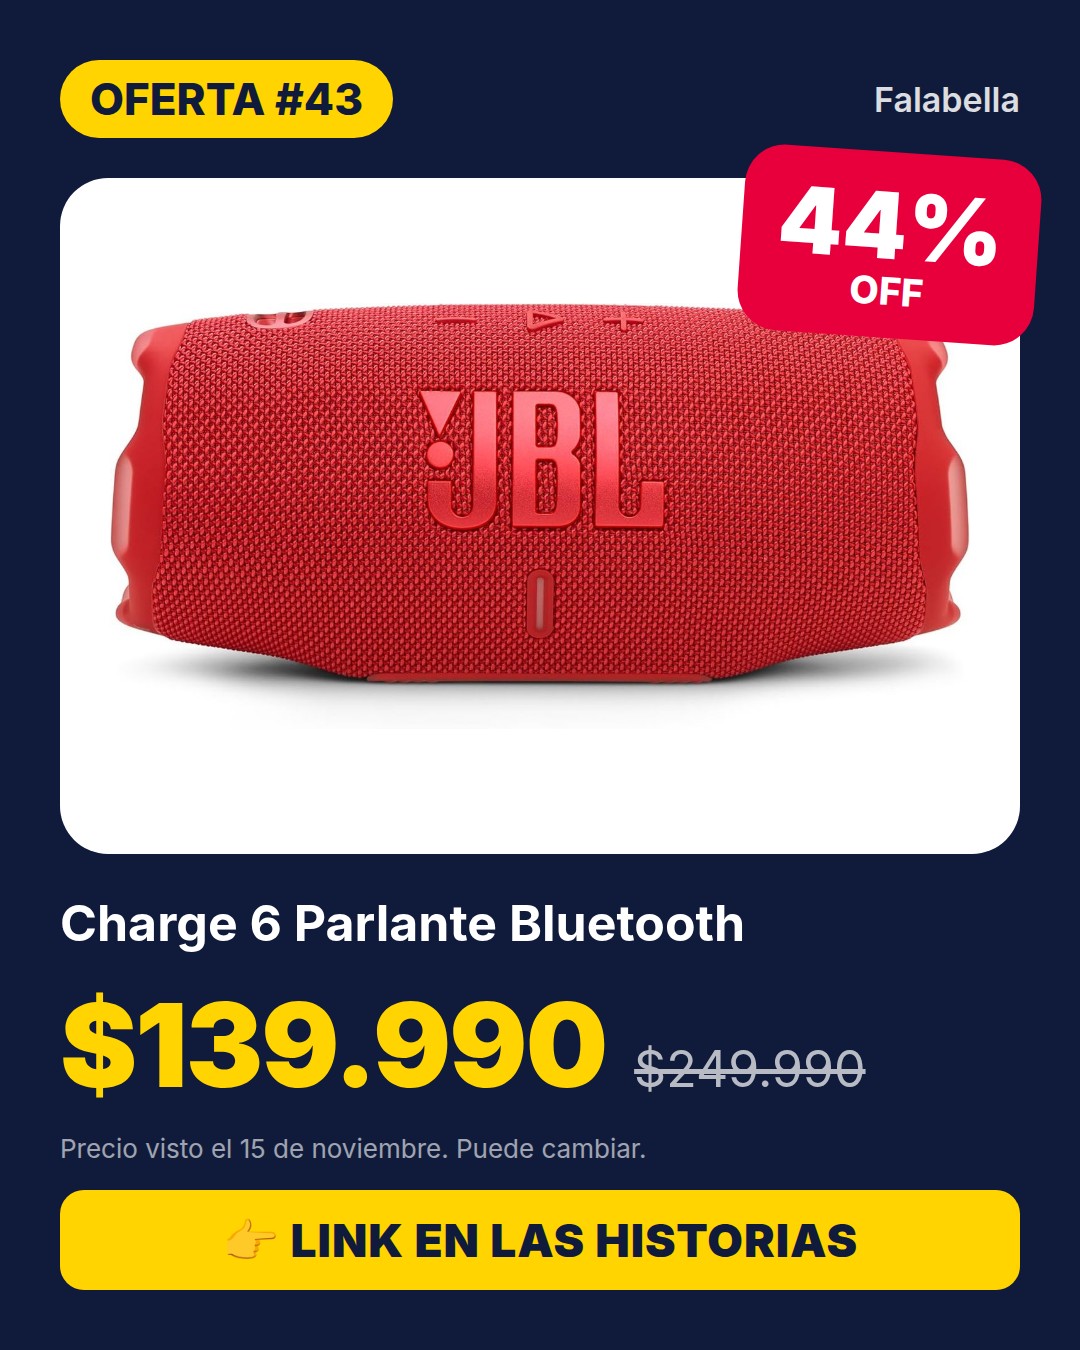 OFERTA #43
Falabella
44%
OFF
JBL
Charge 6 Parlante Bluetooth
$139.990 $249.990
Precio visto el 15 de noviembre. Puede cambiar.
👉 LINK EN LAS HISTORIAS